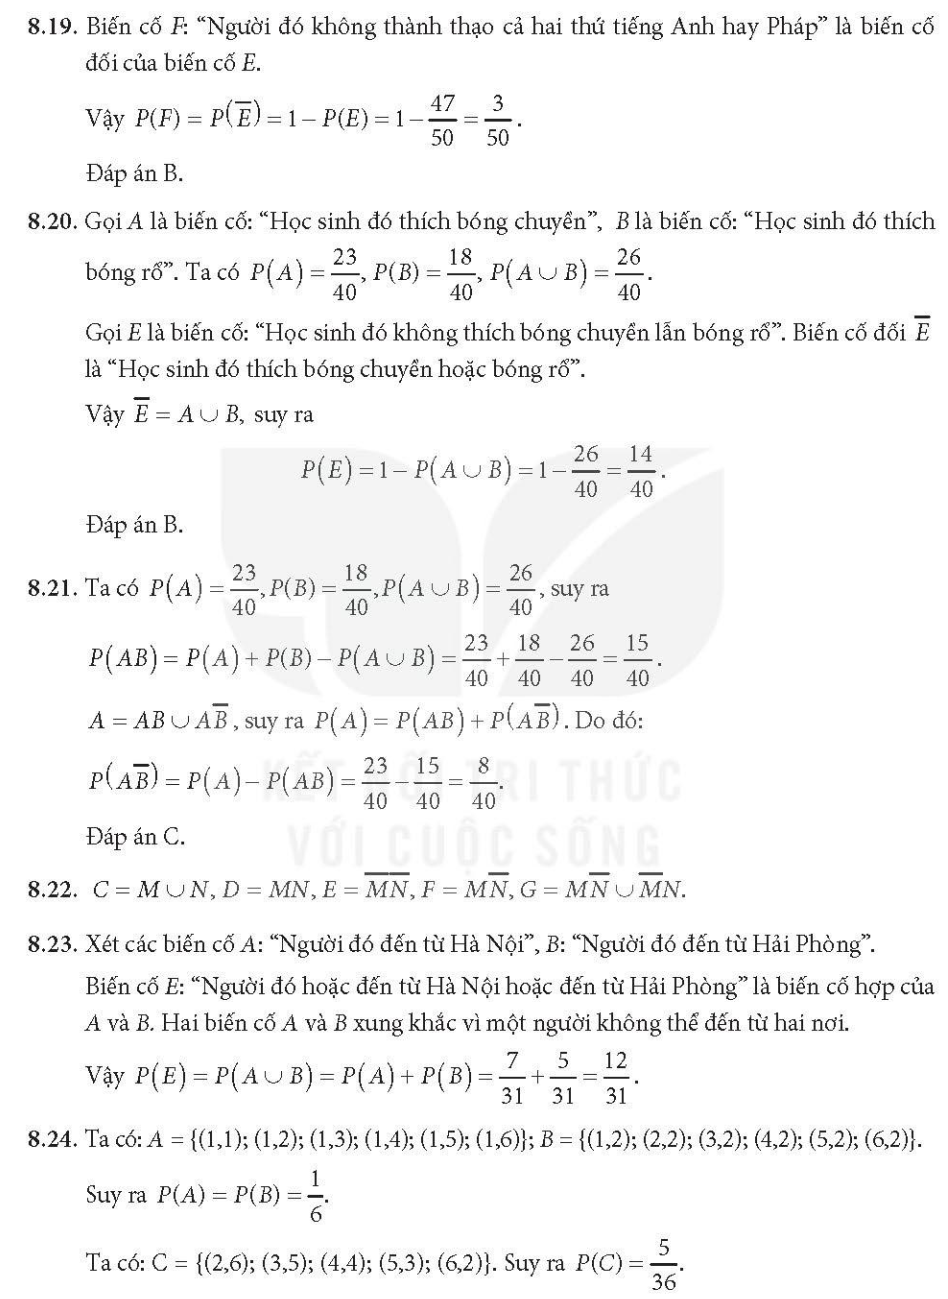 8.19. Biến cố F: “Người đó không thành thạo cả hai thứ tiếng Anh hay Pháp” là biến cố
đối của biến cố E.
Vậy P(F) = P(E̅) = 1 – P(E) = 1 – 47/50 = 3/50.
Đáp án B.
8.20. Gọi A là biến cố: “Học sinh đó thích bóng chuyền”, B là biến cố: “Học sinh đó thích
bóng rổ”. Ta có P(A) = 23/40, P(B) = 18/40, P(A ∪ B) = 26/40.
Gọi E là biến cố: “Học sinh đó không thích bóng chuyền lẫn bóng rổ”. Biến cố đối E̅
là “Học sinh đó thích bóng chuyền hoặc bóng rổ”.
Vậy E̅ = A ∪ B, suy ra
P(E) = 1 – P(A ∪ B) = 1 – 26/40 = 14/40.
Đáp án B.
8.21. Ta có P(A) = 23/40, P(B) = 18/40, P(A ∪ B) = 26/40, suy ra
P(AB) = P(A) + P(B) – P(A ∪ B) = 23/40 + 18/40 – 26/40 = 15/40.
A = AB ∪ AB̅, suy ra P(A) = P(AB) + P(AB̅). Do đó:
P(AB̅) = P(A) – P(AB) = 23/40 – 15/40 = 8/40.
KẾT NỐI TRI THỨC
Đáp án C.
VỚI CUỘC SỐNG
8.22. C = M ∪ N, D = MN, E = M̅N̅, F = MN̅, G = MN̅ ∪ M̅N.
8.23. Xét các biến cố A: “Người đó đến từ Hà Nội”, B: “Người đó đến từ Hải Phòng”.
Biến cố E: “Người đó hoặc đến từ Hà Nội hoặc đến từ Hải Phòng” là biến cố hợp của
A và B. Hai biến cố A và B xung khắc vì một người không thể đến từ hai nơi.
Vậy P(E) = P(A ∪ B) = P(A) + P(B) = 7/31 + 5/31 = 12/31.
8.24. Ta có: A = {(1,1); (1,2); (1,3); (1,4); (1,5); (1,6)}; B = {(1,2); (2,2); (3,2); (4,2); (5,2); (6,2)}.
Suy ra P(A) = P(B) = 1/6.
Ta có: C = {(2,6); (3,5); (4,4); (5,3); (6,2)}. Suy ra P(C) = 5/36.